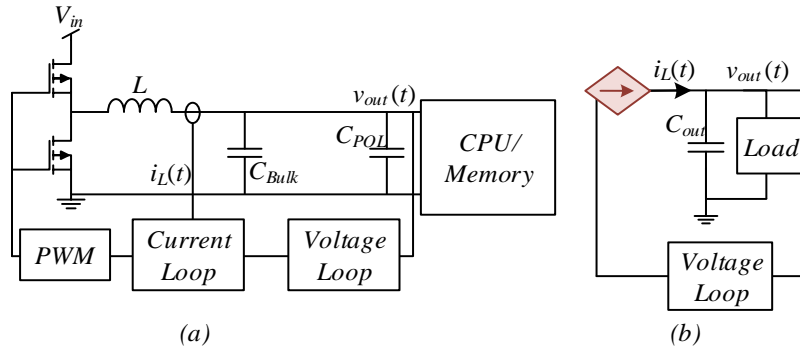 V_in
L
v_out(t)
C_POL
C_Bulk
i_L(t)
CPU/
Memory
PWM
Current
Loop
Voltage
Loop
(a)
i_L(t)
v_out(t)
C_out
Load
Voltage
Loop
(b)